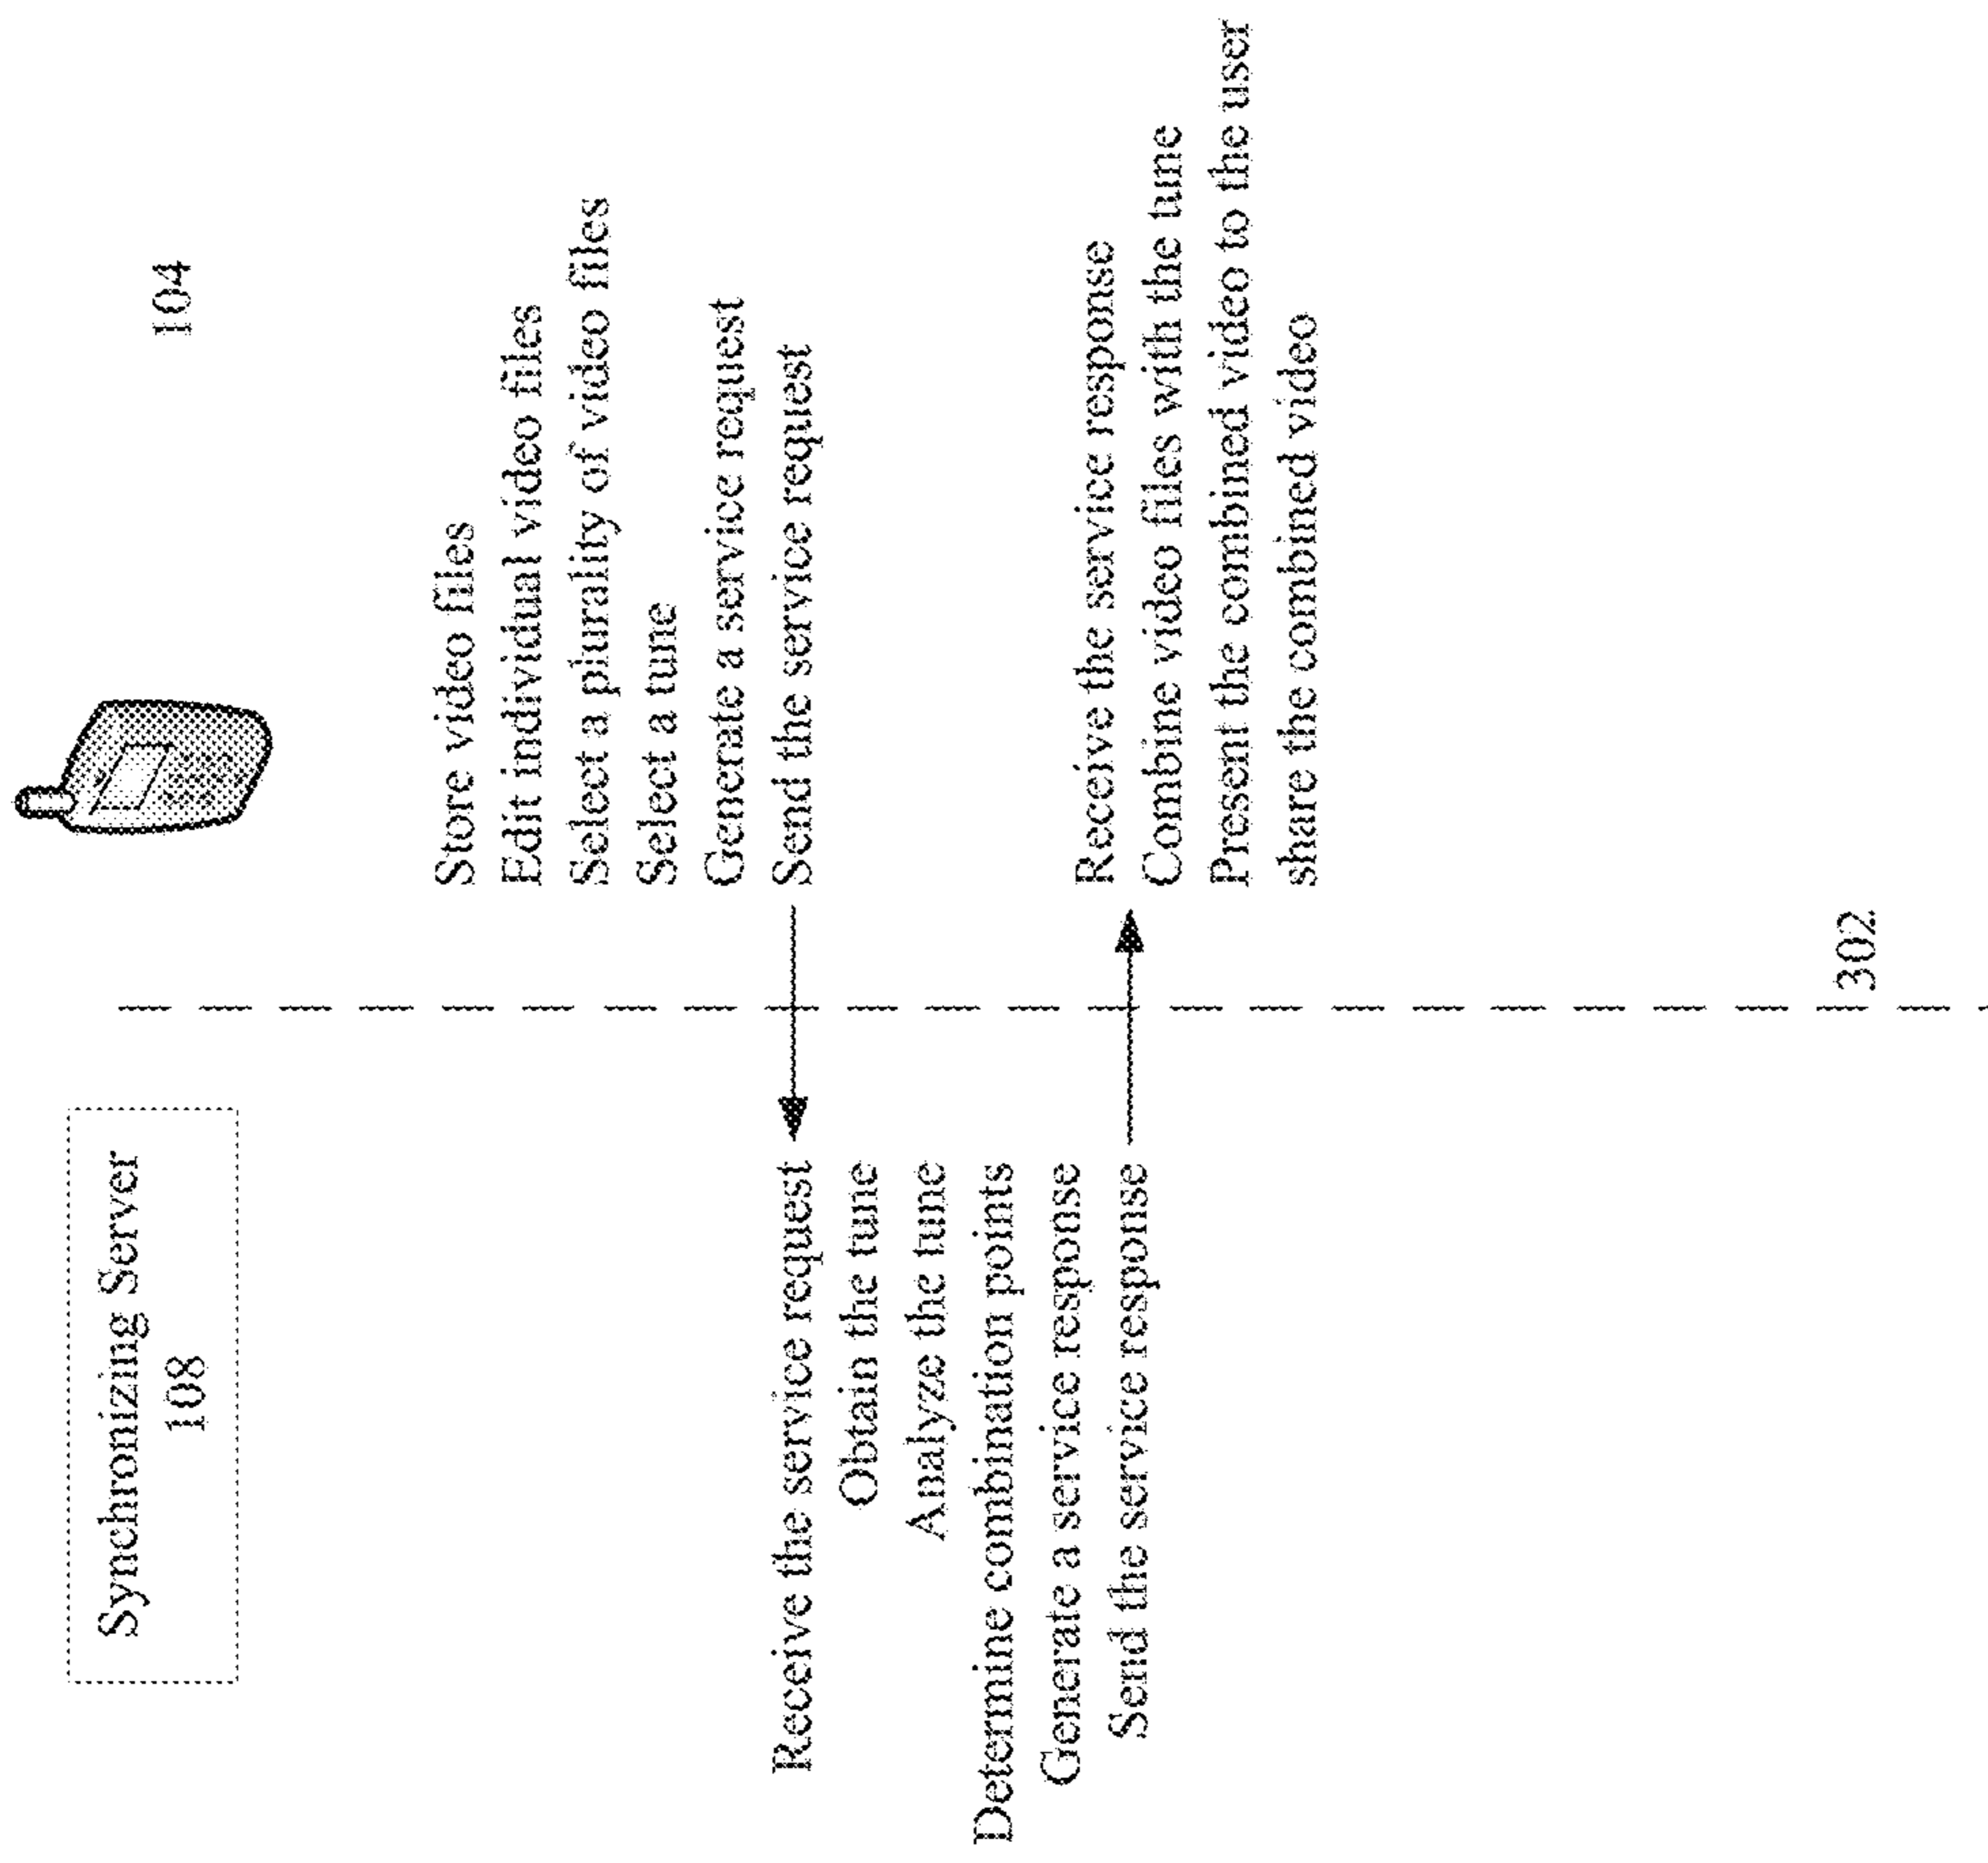 Synchronizing Server
108
104
Store video files
Edit individual video files
Select a plurality of video files
Select a tune
Generate a service request
Send the service request
Receive the service request
Obtain the tune
Analyze the tune
Determine combination points
Generate a service response
Send the service response
Receive the service response
Combine video files with the tune
Present the combined video to the user
share the combined video
302